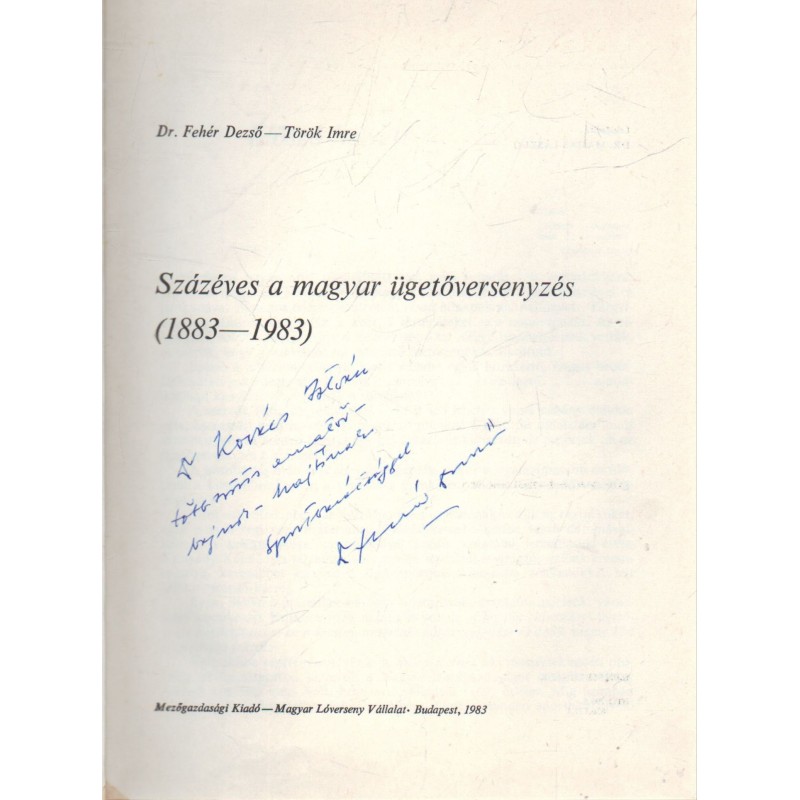 Dr. Fehér Dezső—Török Imre
Százéves a magyar ügetőversenyzés
(1883—1983)
Dr Kovács István
többszörös amatőr-
bajnok-hajtónak
sportbarátsággal
Dr Fehér Dezső
Mezőgazdasági Kiadó—Magyar Lóverseny Vállalat· Budapest, 1983